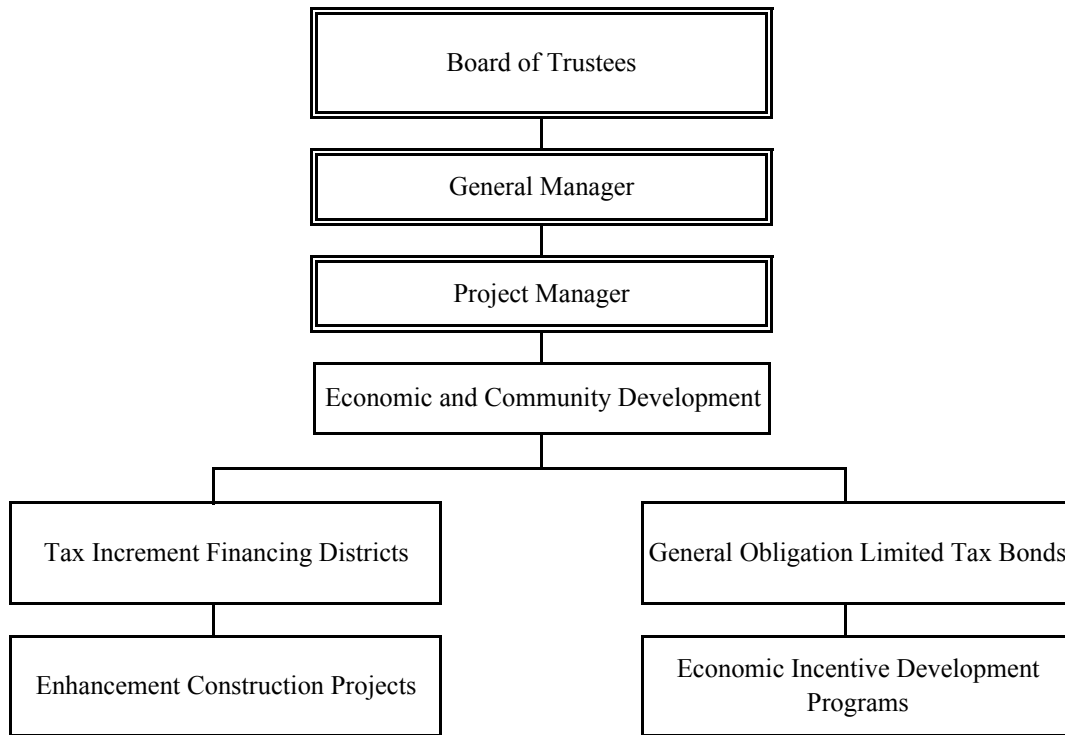 Board of Trustees
General Manager
Project Manager
Economic and Community Development
Tax Increment Financing Districts
General Obligation Limited Tax Bonds
Enhancement Construction Projects
Economic Incentive Development
Programs